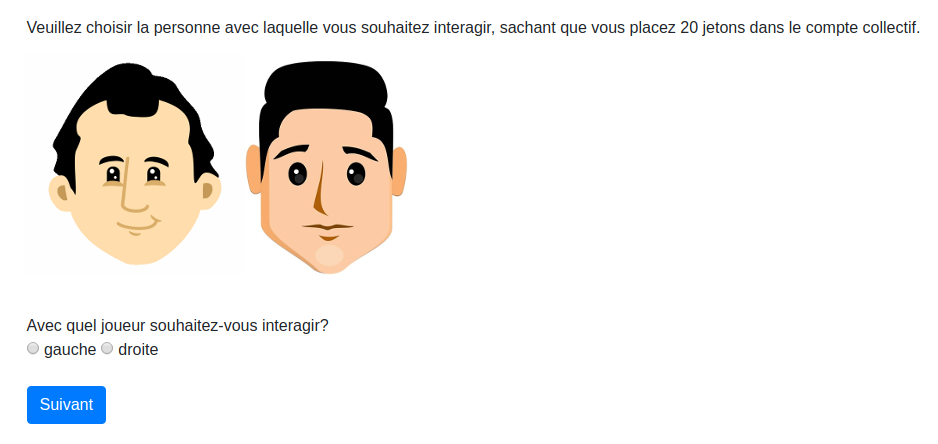 Veuillez choisir la personne avec laquelle vous souhaitez interagir, sachant que vous placez 20 jetons dans le compte collectif.
Avec quel joueur souhaitez-vous interagir?
gauche droite
Suivant